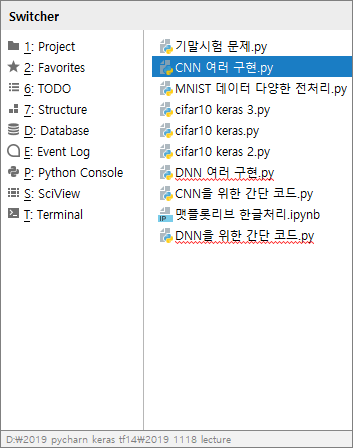 Switcher
1: Project
2: Favorites
6: TODO
7: Structure
D: Database
E: Event Log
P: Python Console
S: SciView
T: Terminal
기말시험 문제.py
CNN 여러 구현.py
MNIST 데이터 다양한 전처리.py
cifar10 keras 3.py
cifar10 keras.py
cifar10 keras 2.py
DNN 여러 구현.py
CNN을 위한 간단 코드.py
IP 맷플롯리브 한글처리.ipynb
DNN을 위한 간단 코드.py
D:₩2019 pycharn keras tf14₩2019 1118 lecture